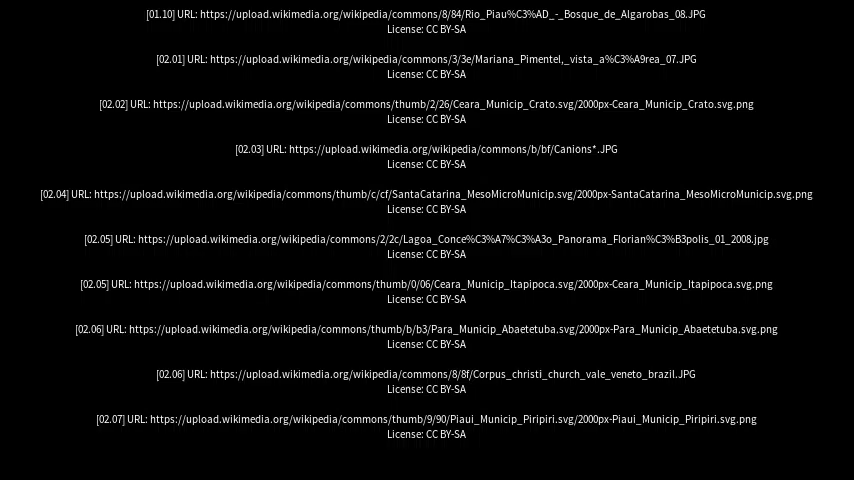 [01.10] URL: https://upload.wikimedia.org/wikipedia/commons/8/84/Rio_Piau%C3%AD_-_Bosque_de_Algarobas_08.JPG
License: CC BY-SA
[02.01] URL: https://upload.wikimedia.org/wikipedia/commons/3/3e/Mariana_Pimentel,_vista_a%C3%A9rea_07.JPG
License: CC BY-SA
[02.02] URL: https://upload.wikimedia.org/wikipedia/commons/thumb/2/26/Ceara_Municip_Crato.svg/2000px-Ceara_Municip_Crato.svg.png
License: CC BY-SA
[02.03] URL: https://upload.wikimedia.org/wikipedia/commons/b/bf/Canions*.JPG
License: CC BY-SA
[02.04] URL: https://upload.wikimedia.org/wikipedia/commons/thumb/c/cf/SantaCatarina_MesoMicroMunicip.svg/2000px-SantaCatarina_MesoMicroMunicip.svg.png
License: CC BY-SA
[02.05] URL: https://upload.wikimedia.org/wikipedia/commons/2/2c/Lagoa_Conce%C3%A7%C3%A3o_Panorama_Florian%C3%B3polis_01_2008.jpg
License: CC BY-SA
[02.05] URL: https://upload.wikimedia.org/wikipedia/commons/thumb/0/06/Ceara_Municip_Itapipoca.svg/2000px-Ceara_Municip_Itapipoca.svg.png
License: CC BY-SA
[02.06] URL: https://upload.wikimedia.org/wikipedia/commons/thumb/b/b3/Para_Municip_Abaetetuba.svg/2000px-Para_Municip_Abaetetuba.svg.png
License: CC BY-SA
[02.06] URL: https://upload.wikimedia.org/wikipedia/commons/8/8f/Corpus_christi_church_vale_veneto_brazil.JPG
License: CC BY-SA
[02.07] URL: https://upload.wikimedia.org/wikipedia/commons/thumb/9/90/Piaui_Municip_Piripiri.svg/2000px-Piaui_Municip_Piripiri.svg.png
License: CC BY-SA